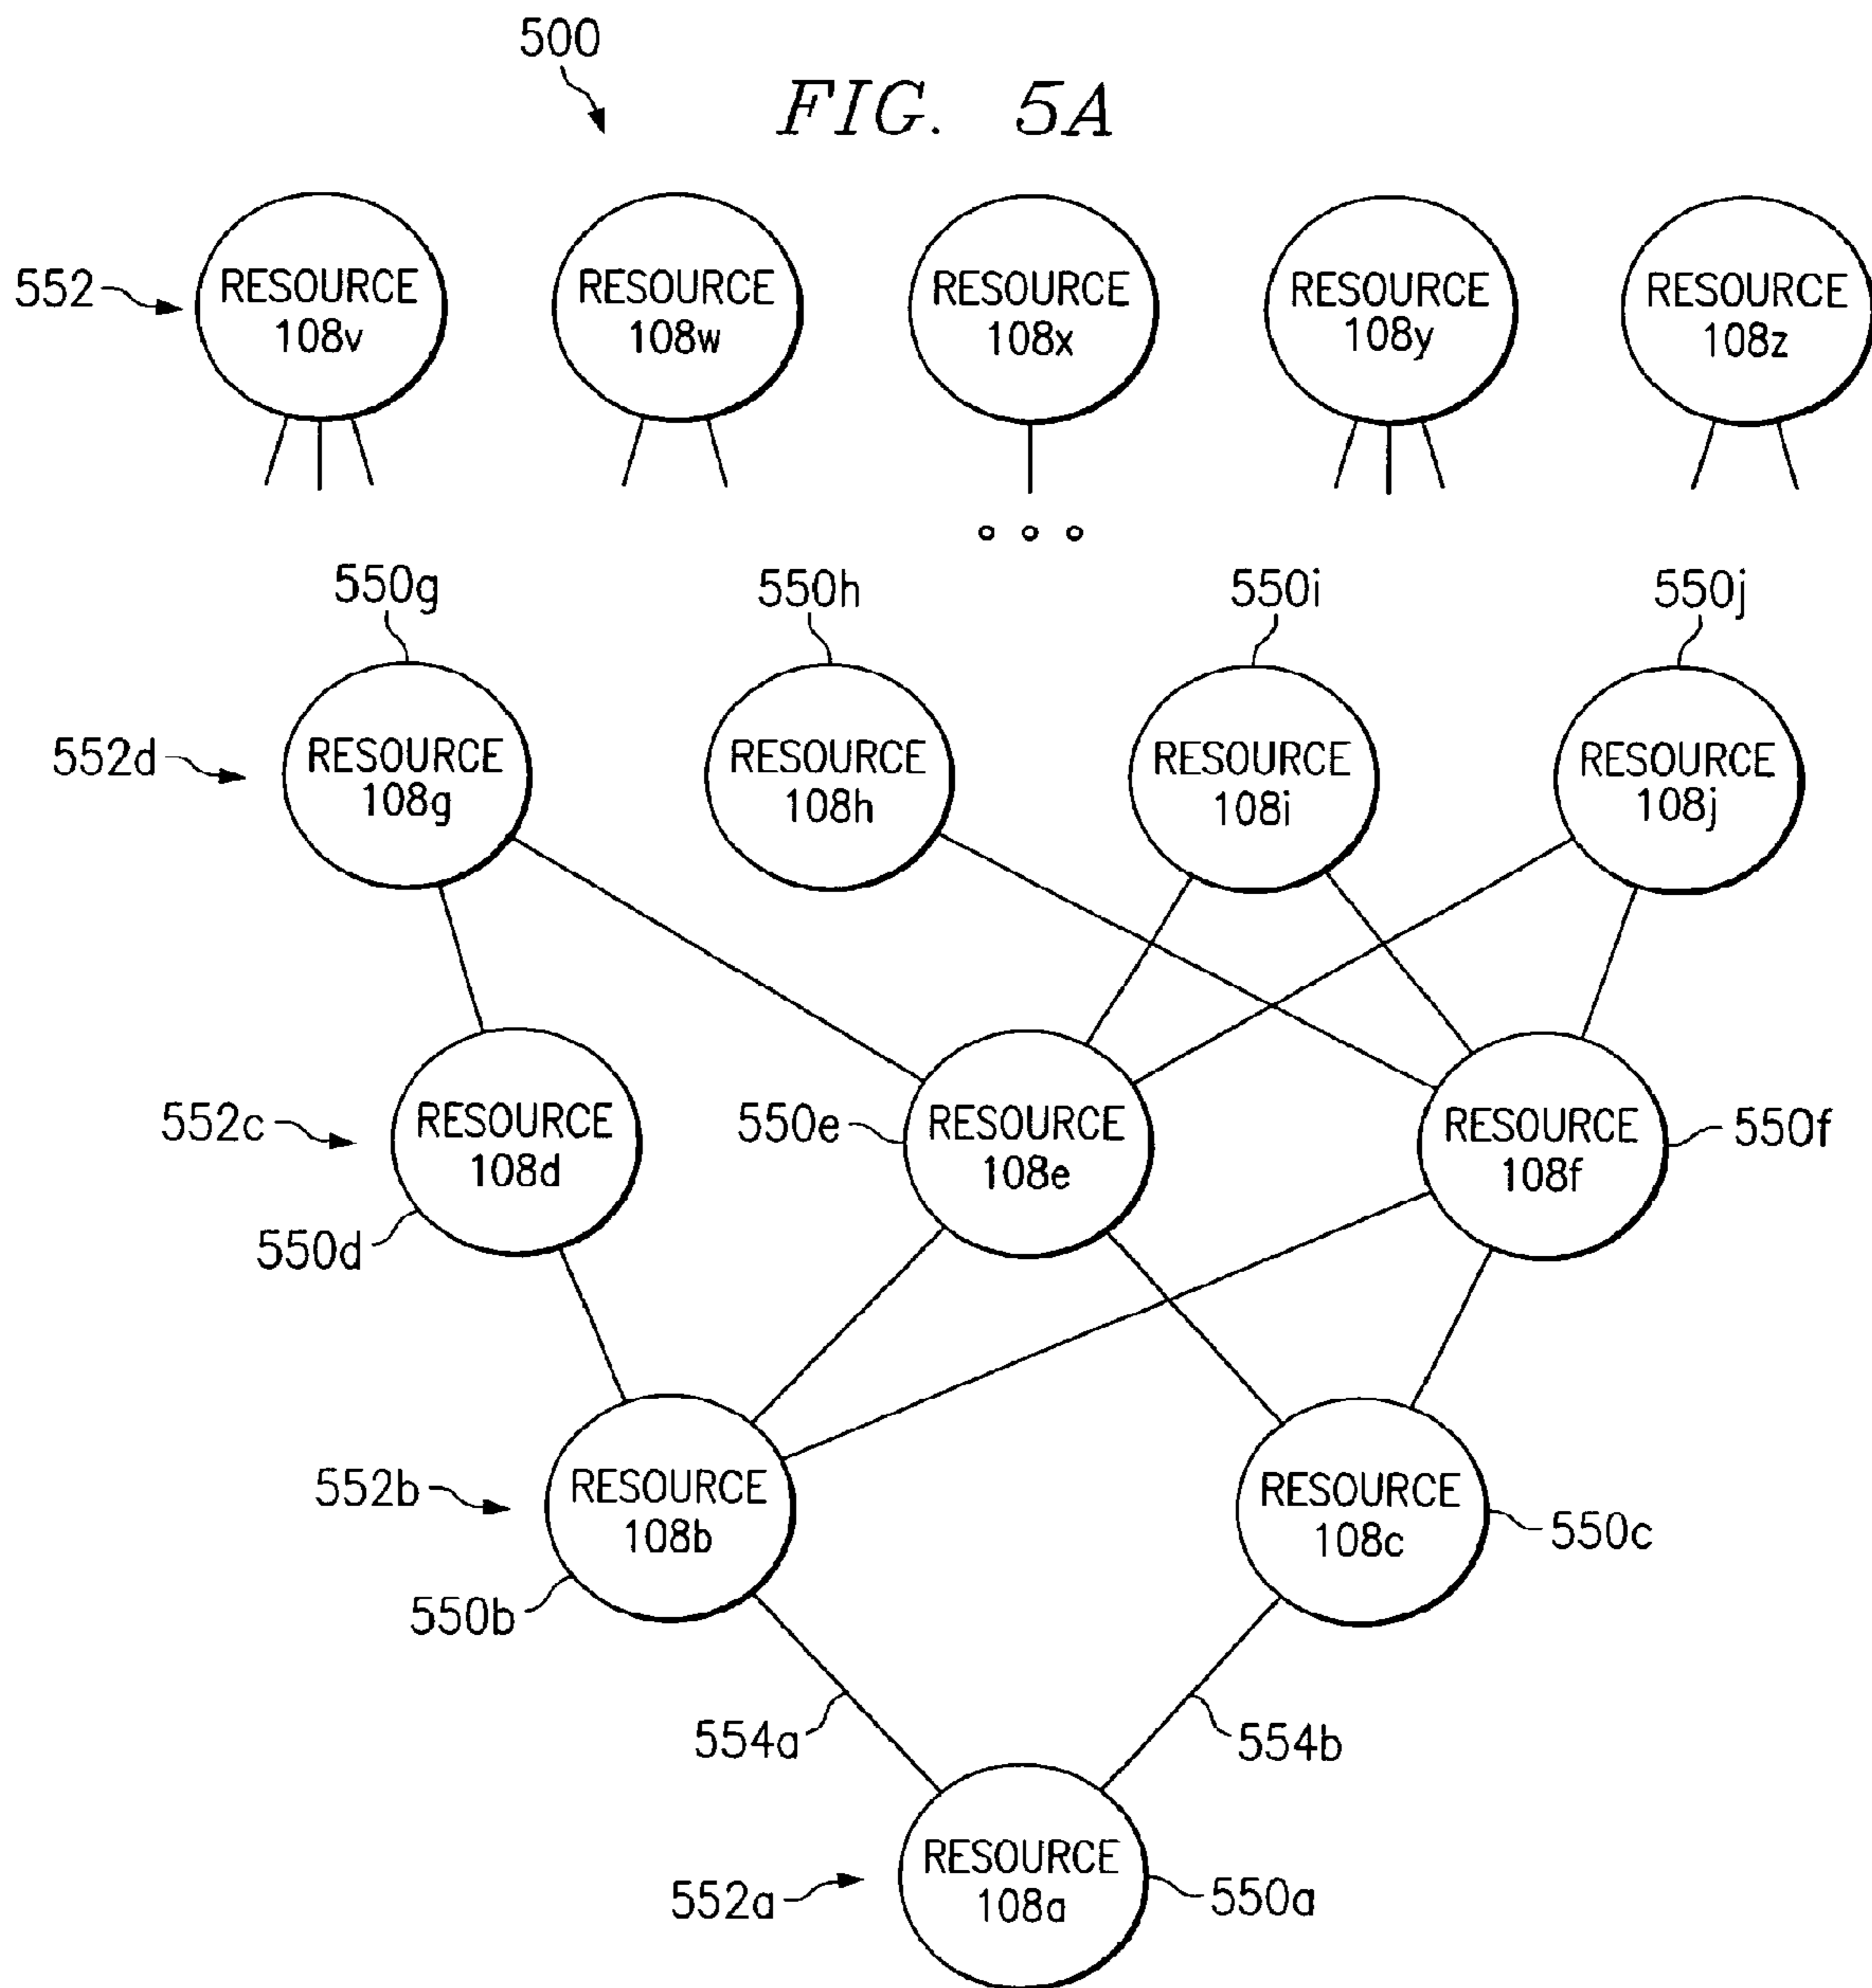 500
FIG. 5A
552
RESOURCE
108v
RESOURCE
108w
RESOURCE
108x
RESOURCE
108y
RESOURCE
108z
550g
550h
550i
550j
552d
RESOURCE
108g
RESOURCE
108h
RESOURCE
108i
RESOURCE
108j
552c
RESOURCE
108d
550d
550e
RESOURCE
108e
RESOURCE
108f
550f
552b
RESOURCE
108b
550b
RESOURCE
108c
550c
554a
554b
552a
RESOURCE
108a
550a